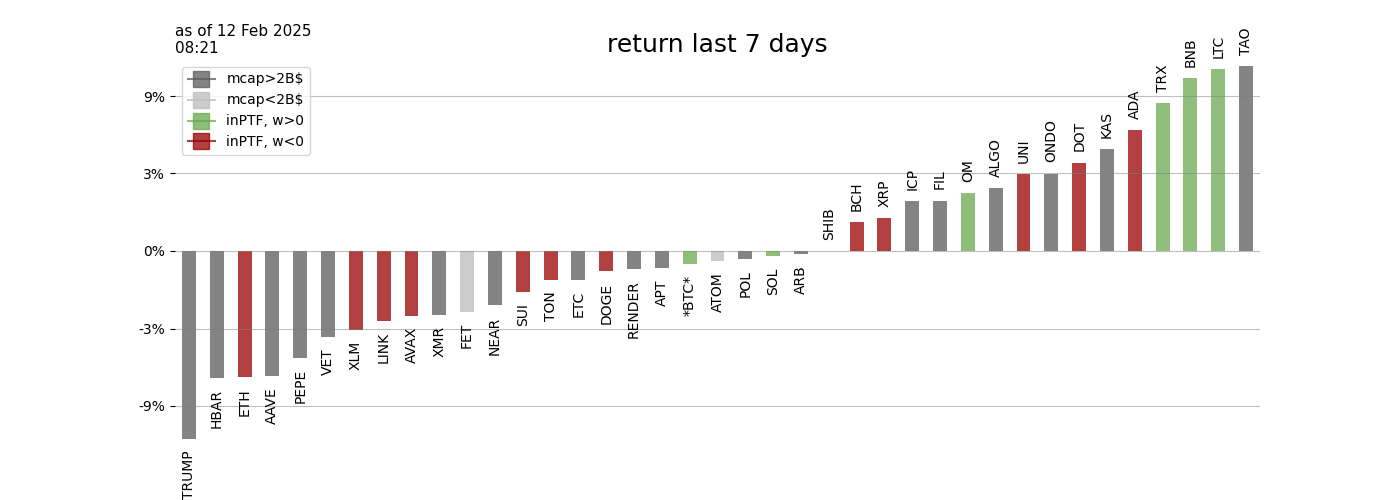 as of 12 Feb 2025
08:21
return last 7 days
mcap>2B$
mcap<2B$
inPTF, w>0
inPTF, w<0
9%
3%
0%
-3%
-9%
TRUMP
HBAR
ETH
AAVE
PEPE
VET
XLM
LINK
AVAX
XMR
FET
NEAR
SUI
TON
ETC
DOGE
RENDER
APT
*BTC*
ATOM
POL
SOL
ARB
SHIB
BCH
XRP
ICP
FIL
OM
ALGO
UNI
ONDO
DOT
KAS
ADA
TRX
BNB
LTC
TAO